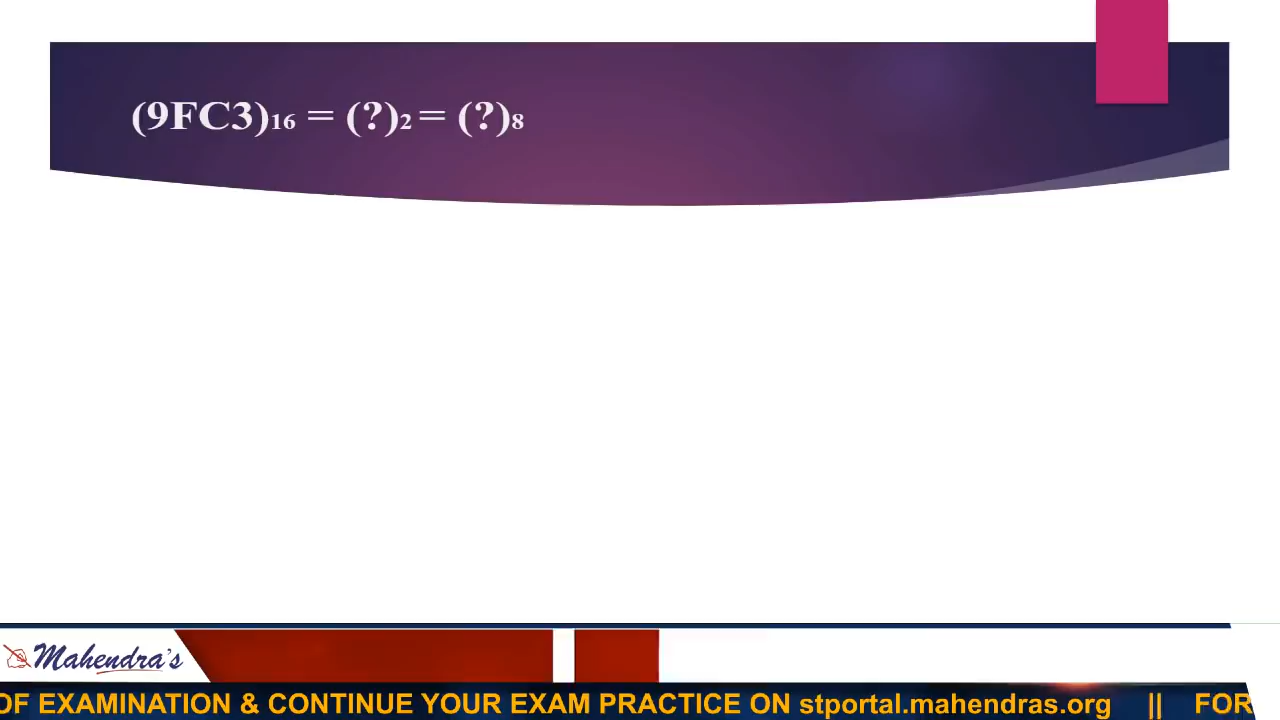 (9FC3)₁₆ = (?)₂ = (?)₈
Mahendra's
OF EXAMINATION & CONTINUE YOUR EXAM PRACTICE ON stportal.mahendras.org || FOR